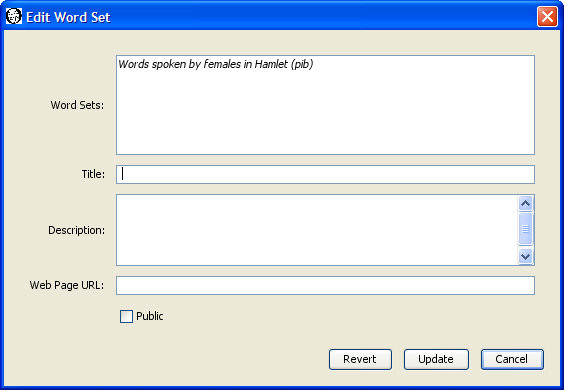 Edit Word Set
Word Sets:
Words spoken by females in Hamlet (pib)
Title:
Description:
Web Page URL:
Public
Revert Update Cancel